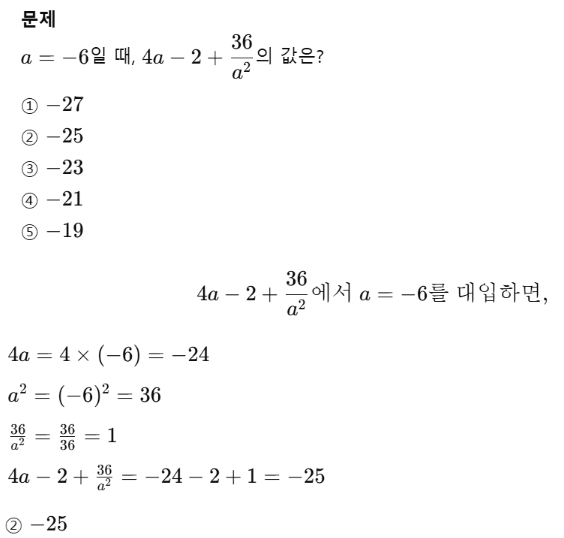 문제
a = −6일 때, 4a − 2 + 36/a²의 값은?
① −27
② −25
③ −23
④ −21
⑤ −19
4a − 2 + 36/a²에서 a = −6를 대입하면,
4a = 4 × (−6) = −24
a² = (−6)² = 36
36/a² = 36/36 = 1
4a − 2 + 36/a² = −24 − 2 + 1 = −25
② −25